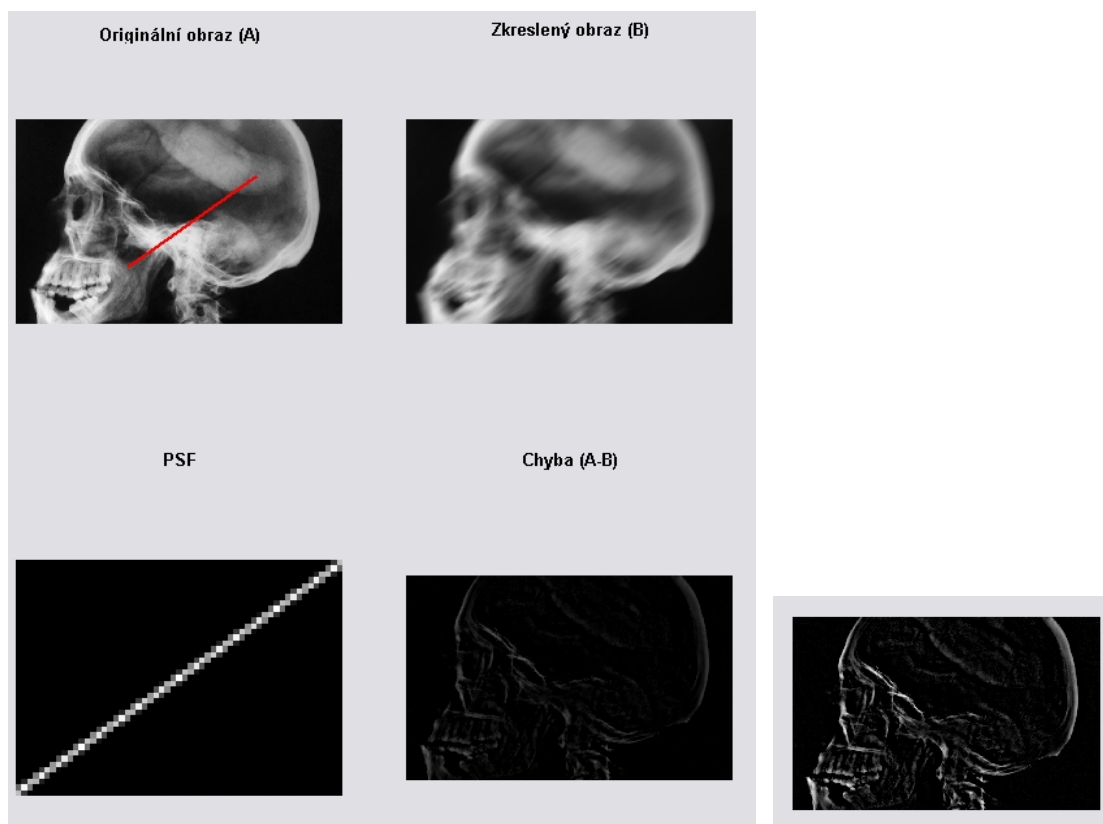 Originální obraz (A)
Zkreslený obraz (B)
PSF
Chyba (A-B)